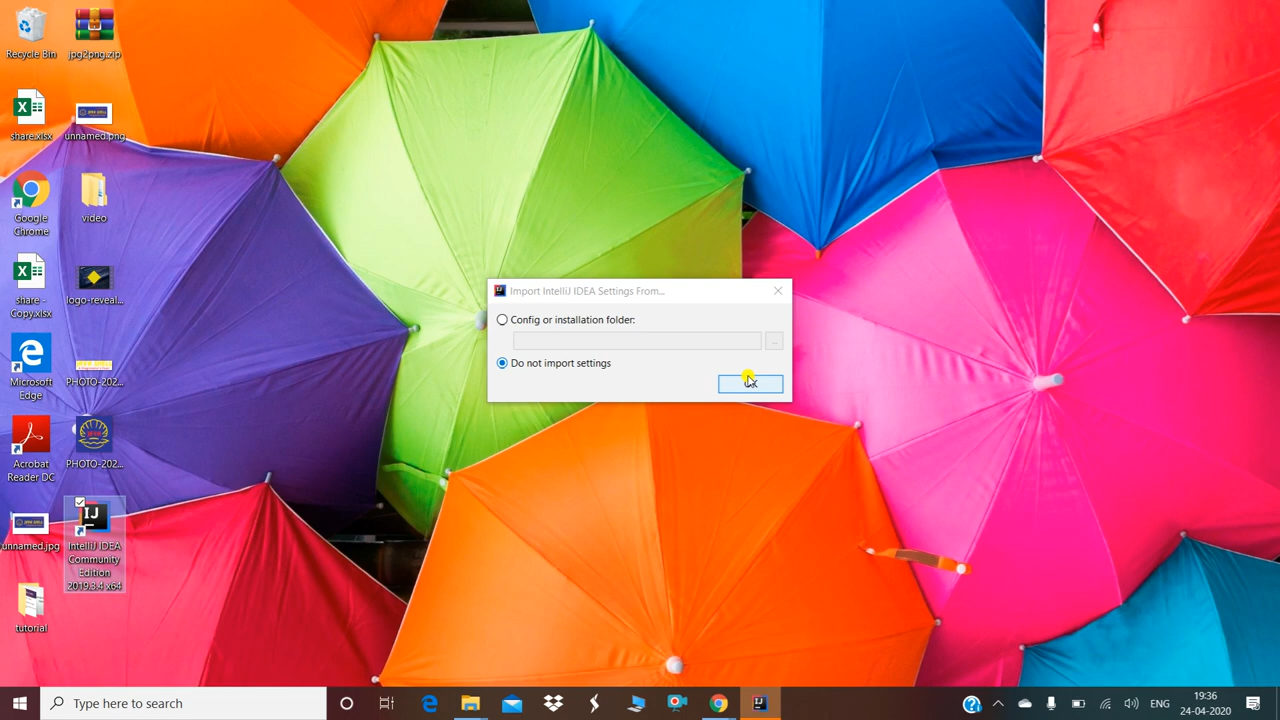 Recycle Bin
jpg2png.zip
share.xlsx
unnamed.png
Google
Chrome
video
share -
Copy.xlsx
logo-reveal...
Microsoft
Edge
PHOTO-202...
Acrobat
Reader DC
PHOTO-202...
unnamed.jpg
IJ
IntelliJ IDEA
Community
Edition
2019.3.4 x64
tutorial
Import IntelliJ IDEA Settings From...
Config or installation folder:
...
Do not import settings
Type here to search
ENG
19:36
24-04-2020